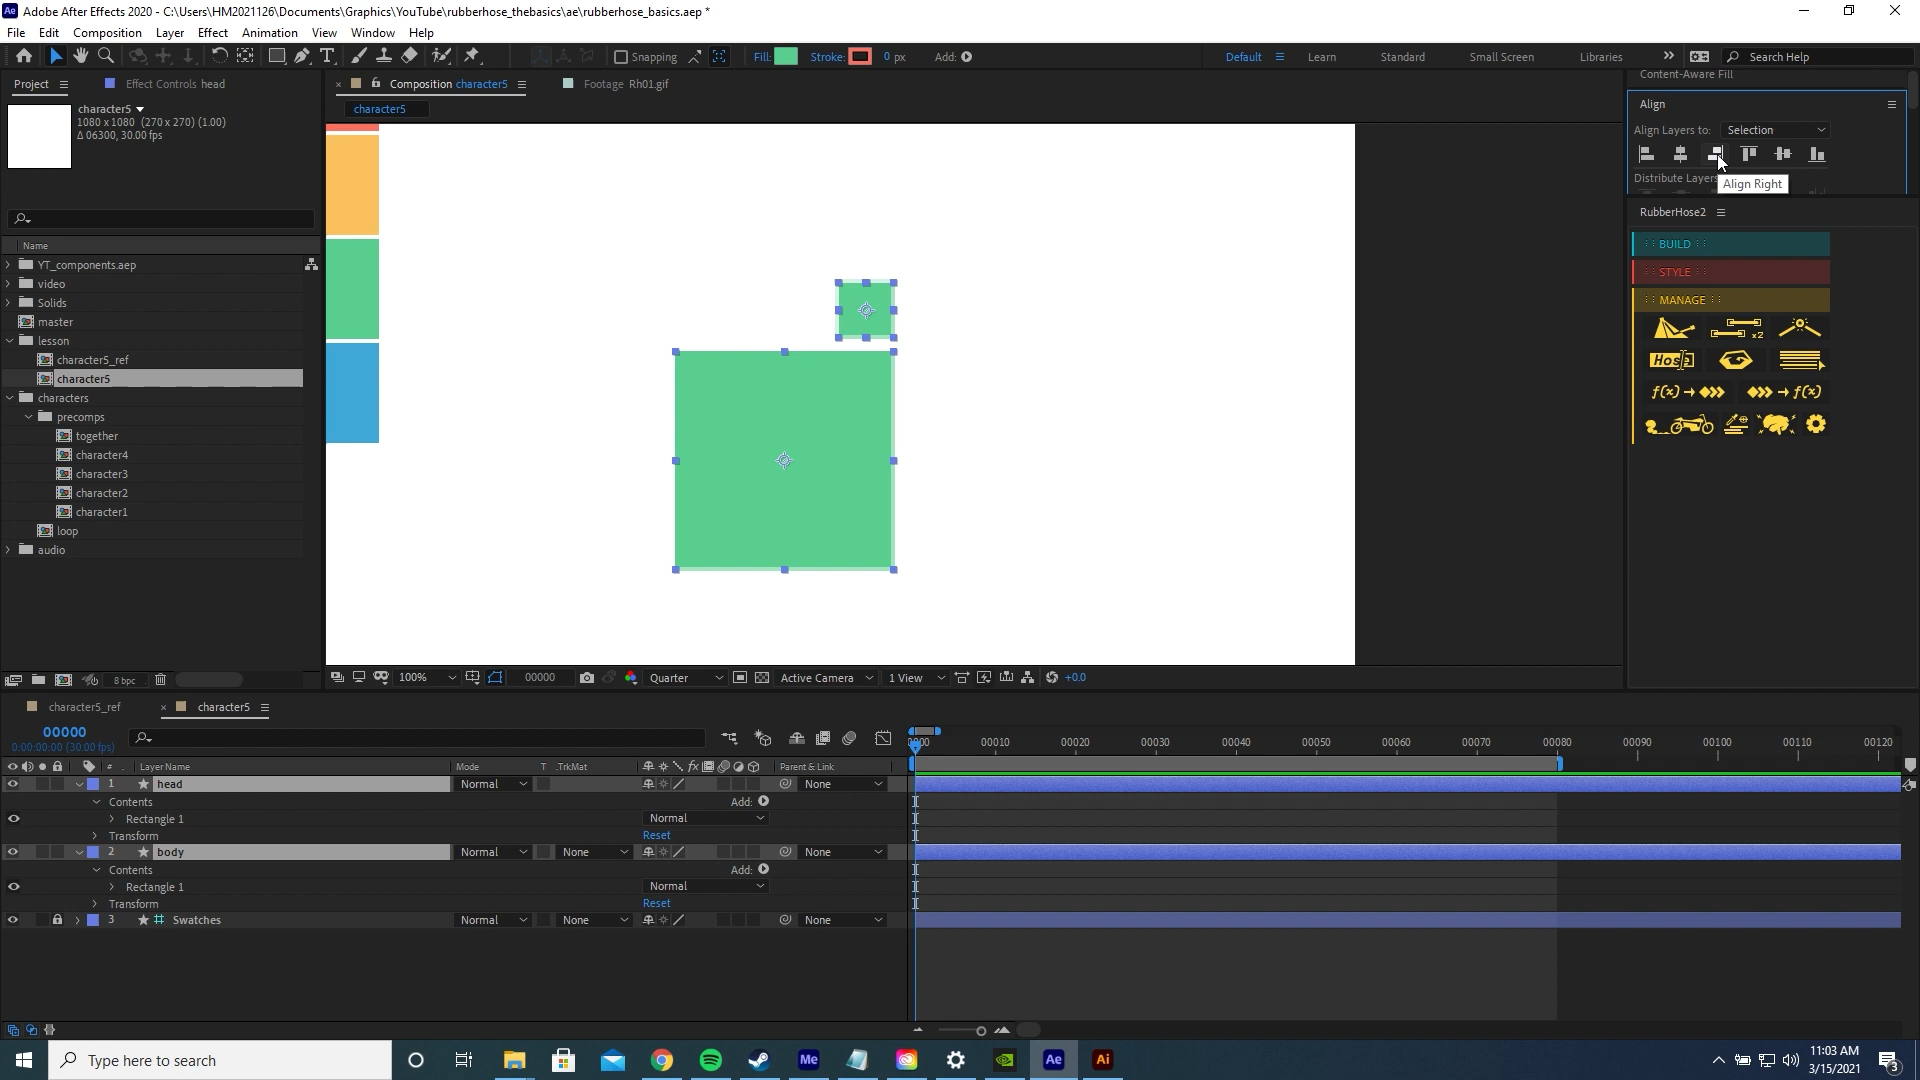 Adobe After Effects 2020 - C:\Users\HM2021126\Documents\Graphics\YouTube\rubberhose_thebasics\ae\rubberhose_basics.aep *
File Edit Composition Layer Effect Animation View Window Help
Snapping Fill: Stroke: 0 px Add: Default Learn Standard Small Screen Libraries Search Help
Project Effect Controls head
Composition character5 Footage Rh01.gif
Content-Aware Fill
character5
1080 x 1080 (270 x 270) (1.00)
Δ 06300, 30.00 fps
character5
Align
Align Layers to: Selection
Align Right
RubberHose2
BUILD
STYLE
MANAGE
x2
Hose
f(x)
f(x)
Name
YT_components.aep
video
Solids
master
lesson
character5_ref
character5
characters
precomps
together
character4
character3
character2
character1
loop
audio
8 bpc
100% 00000 Quarter Active Camera 1 View +0.0
character5_ref character5
00000
0:00:00:00 (30.00 fps)
00010 00020 00030 00040 00050 00060 00070 00080 00090 00100 00110 00120
# Layer Name Mode T .TrkMat fx Parent & Link
1 head Normal None
Contents Add:
Rectangle 1 Normal
Transform Reset
2 body Normal None None
Contents Add:
Rectangle 1 Normal
Transform Reset
3 Swatches Normal None None
Type here to search
Me Ae Ai
11:03 AM
3/15/2021
3